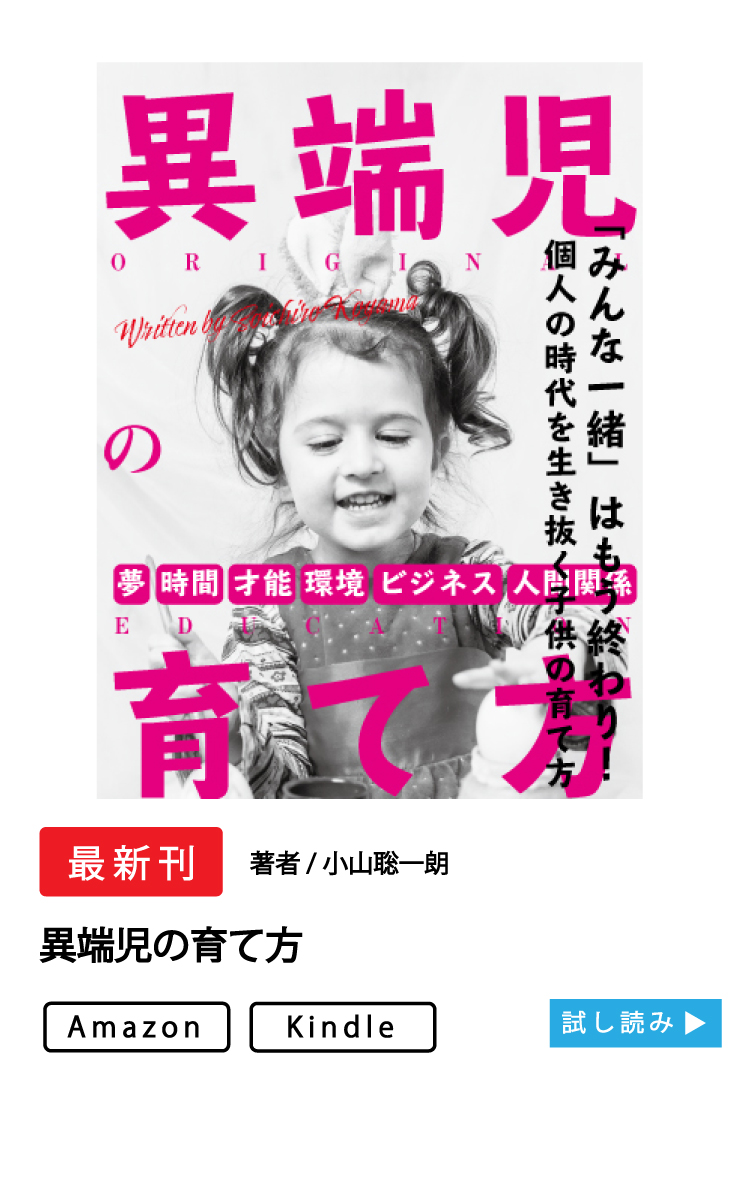 異端児
ORIGINAL
「みんな一緒」はもう終わり!
個人の時代を生き抜く子供の育て方
Written by Soichiro Koyama
の
夢 時間 才能 環境 ビジネス 人間関係
EDUCATION
育て方
最新刊
著者 / 小山聡一朗
異端児の育て方
Amazon Kindle 試し読み ▶